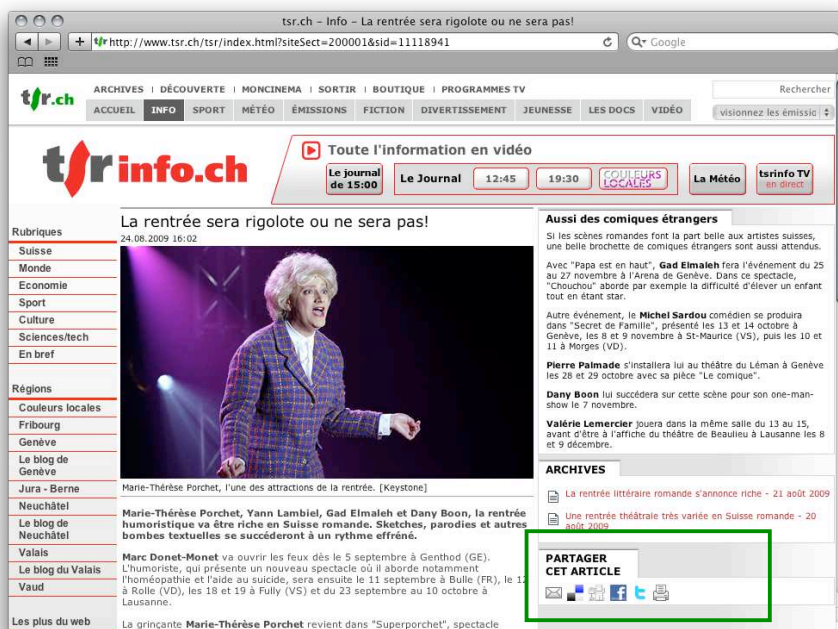 tsr.ch – Info – La rentrée sera rigolote ou ne sera pas!
http://www.tsr.ch/tsr/index.html?siteSect=200001&sid=11118941
Google
tsr.ch
ARCHIVES | DÉCOUVERTE | MONCINEMA | SORTIR | BOUTIQUE | PROGRAMMES TV
Rechercher
ACCUEIL INFO SPORT MÉTÉO ÉMISSIONS FICTION DIVERTISSEMENT JEUNESSE LES DOCS VIDÉO
visionnez les émissio
tsrinfo.ch
Toute l'information en vidéo
Le journal de 15:00
Le Journal 12:45 19:30 COULEURS LOCALES
La Météo
tsrinfo TV en direct
Rubriques
Suisse
Monde
Economie
Sport
Culture
Sciences/tech
En bref
Régions
Couleurs locales
Fribourg
Genève
Le blog de
Genève
Jura - Berne
Neuchâtel
Le blog de
Neuchâtel
Valais
Le blog du Valais
Vaud
Les plus du web
La rentrée sera rigolote ou ne sera pas!
24.08.2009 16:02
Marie-Thérèse Porchet, l'une des attractions de la rentrée. [Keystone]
Marie-Thérèse Porchet, Yann Lambiel, Gad Elmaleh et Dany Boon, la rentrée
humoristique va être riche en Suisse romande. Sketches, parodies et autres
bombes textuelles se succéderont à un rythme effréné.
Marc Donet-Monet va ouvrir les feux dès le 5 septembre à Genthod (GE).
L'humoriste, qui présente un nouveau spectacle où il aborde notamment
l'homéopathie et l'aide au suicide, sera ensuite le 11 septembre à Bulle (FR), le 12
à Rolle (VD), les 18 et 19 à Fully (VS) et du 23 septembre au 10 octobre à
Lausanne.
La grinçante Marie-Thérèse Porchet revient dans "Superporchet", spectacle
Aussi des comiques étrangers
Si les scènes romandes font la part belle aux artistes suisses,
une belle brochette de comiques étrangers sont aussi attendus.
Avec "Papa est en haut", Gad Elmaleh fera l'événement du 25
au 27 novembre à l'Arena de Genève. Dans ce spectacle,
"Chouchou" aborde par exemple la difficulté d'élever un enfant
tout en étant star.
Autre événement, le Michel Sardou comédien se produira
dans "Secret de Famille", présenté les 13 et 14 octobre à
Genève, les 8 et 9 novembre à St-Maurice (VS), puis les 10 et
11 à Morges (VD).
Pierre Palmade s'installera lui au théâtre du Léman à Genève
les 28 et 29 octobre avec sa pièce "Le comique".
Dany Boon lui succédera sur cette scène pour son one-man-
show le 7 novembre.
Valérie Lemercier jouera dans la même salle du 13 au 15,
avant d'être à l'affiche du théâtre de Beaulieu à Lausanne les 8
et 9 décembre.
ARCHIVES
La rentrée littéraire romande s'annonce riche - 21 août 2009
Une rentrée théâtrale très variée en Suisse romande - 20
août 2009
PARTAGER
CET ARTICLE